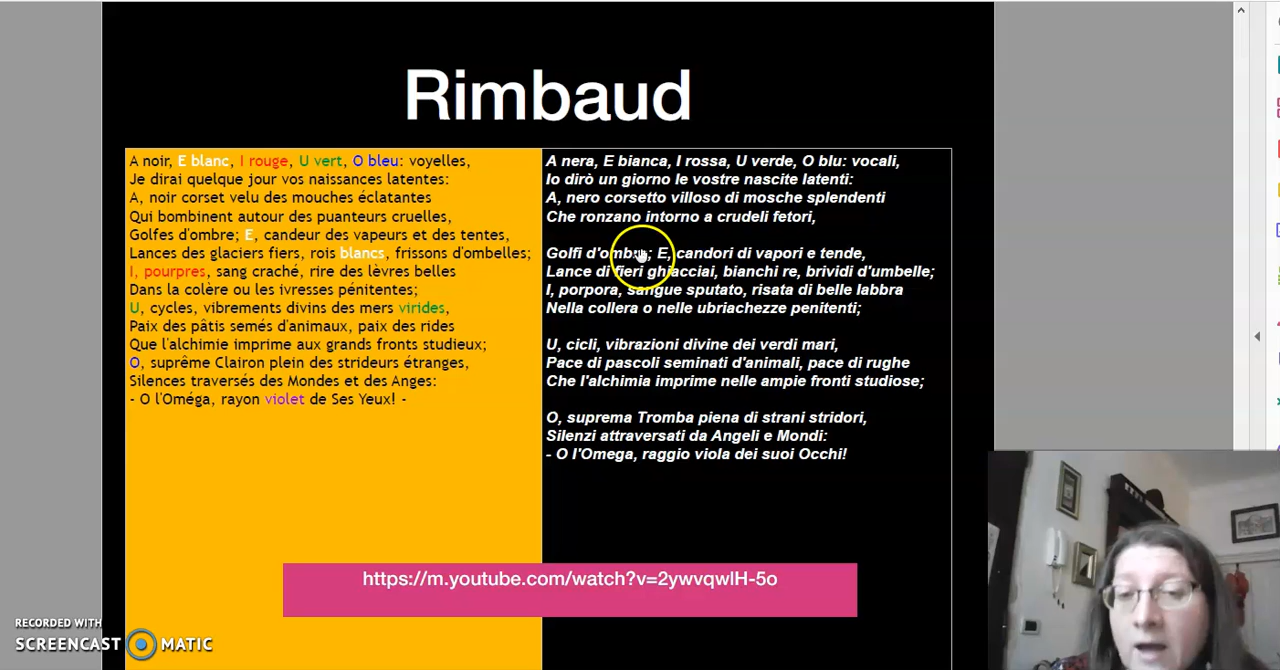 Rimbaud
A noir, E blanc, I rouge, U vert, O bleu: voyelles,
Je dirai quelque jour vos naissances latentes:
A, noir corset velu des mouches éclatantes
Qui bombinent autour des puanteurs cruelles,
Golfes d'ombre; E, candeur des vapeurs et des tentes,
Lances des glaciers fiers, rois blancs, frissons d'ombelles;
I, pourpres, sang craché, rire des lèvres belles
Dans la colère ou les ivresses pénitentes;
U, cycles, vibrements divins des mers virides,
Paix des pâtis semés d'animaux, paix des rides
Que l'alchimie imprime aux grands fronts studieux;
O, suprême Clairon plein des strideurs étranges,
Silences traversés des Mondes et des Anges:
- O l'Oméga, rayon violet de Ses Yeux! -
A nera, E bianca, I rossa, U verde, O blu: vocali,
Io dirò un giorno le vostre nascite latenti:
A, nero corsetto villoso di mosche splendenti
Che ronzano intorno a crudeli fetori,
Golfi d'ombra; E, candori di vapori e tende,
Lance di fieri ghiacciai, bianchi re, brividi d'umbelle;
I, porpora, sangue sputato, risata di belle labbra
Nella collera o nelle ubriachezze penitenti;
U, cicli, vibrazioni divine dei verdi mari,
Pace di pascoli seminati d'animali, pace di rughe
Che l'alchimia imprime nelle ampie fronti studiose;
O, suprema Tromba piena di strani stridori,
Silenzi attraversati da Angeli e Mondi:
- O l'Omega, raggio viola dei suoi Occhi!
https://m.youtube.com/watch?v=2ywvqwlH-5o
RECORDED WITH
SCREENCAST MATIC